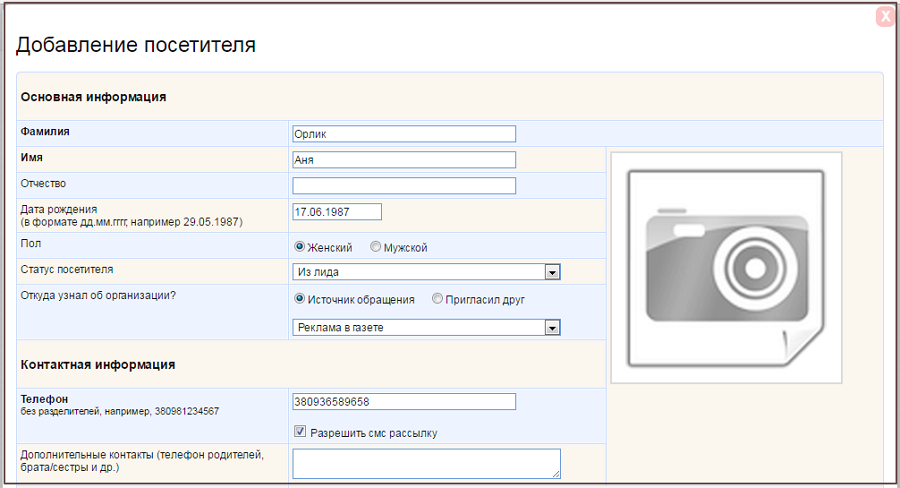 X
Добавление посетителя
Основная информация
Фамилия
Орлик
Имя
Аня
Отчество
Дата рождения
(в формате дд.мм.гггг, например 29.05.1987)
17.06.1987
Пол
Женский Мужской
Статус посетителя
Из лида
Откуда узнал об организации?
Источник обращения Пригласил друг
Реклама в газете
Контактная информация
Телефон
без разделителей, например, 380981234567
380936589658
Разрешить смс рассылку
Дополнительные контакты (телефон родителей,
брата/сестры и др.)